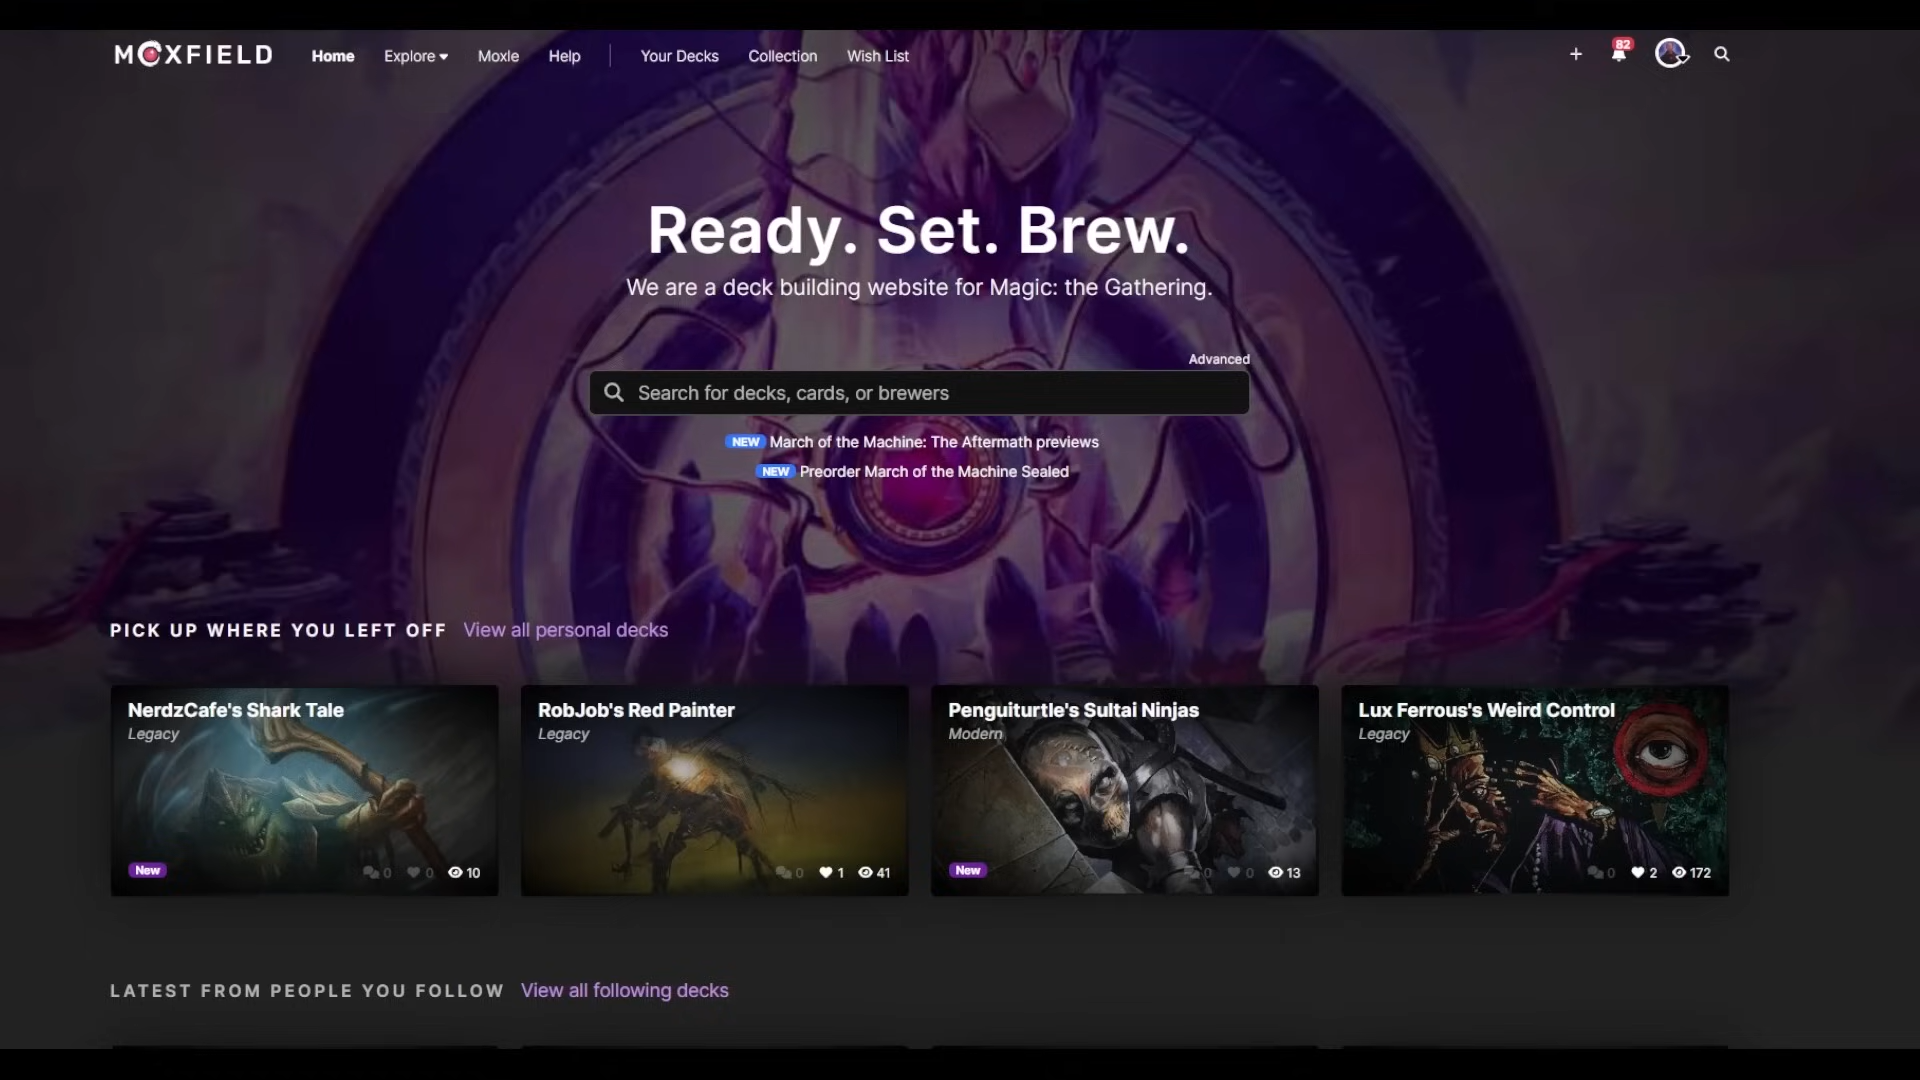 MOXFIELD Home Explore Moxle Help Your Decks Collection Wish List 82
Ready. Set. Brew.
We are a deck building website for Magic: the Gathering.
Advanced
Search for decks, cards, or brewers
NEW March of the Machine: The Aftermath previews
NEW Preorder March of the Machine Sealed
PICK UP WHERE YOU LEFT OFF View all personal decks
NerdzCafe's Shark Tale
Legacy
New 0 0 10
RobJob's Red Painter
Legacy
0 1 41
Penguiturtle's Sultai Ninjas
Modern
New 0 0 13
Lux Ferrous's Weird Control
Legacy
0 2 172
LATEST FROM PEOPLE YOU FOLLOW View all following decks